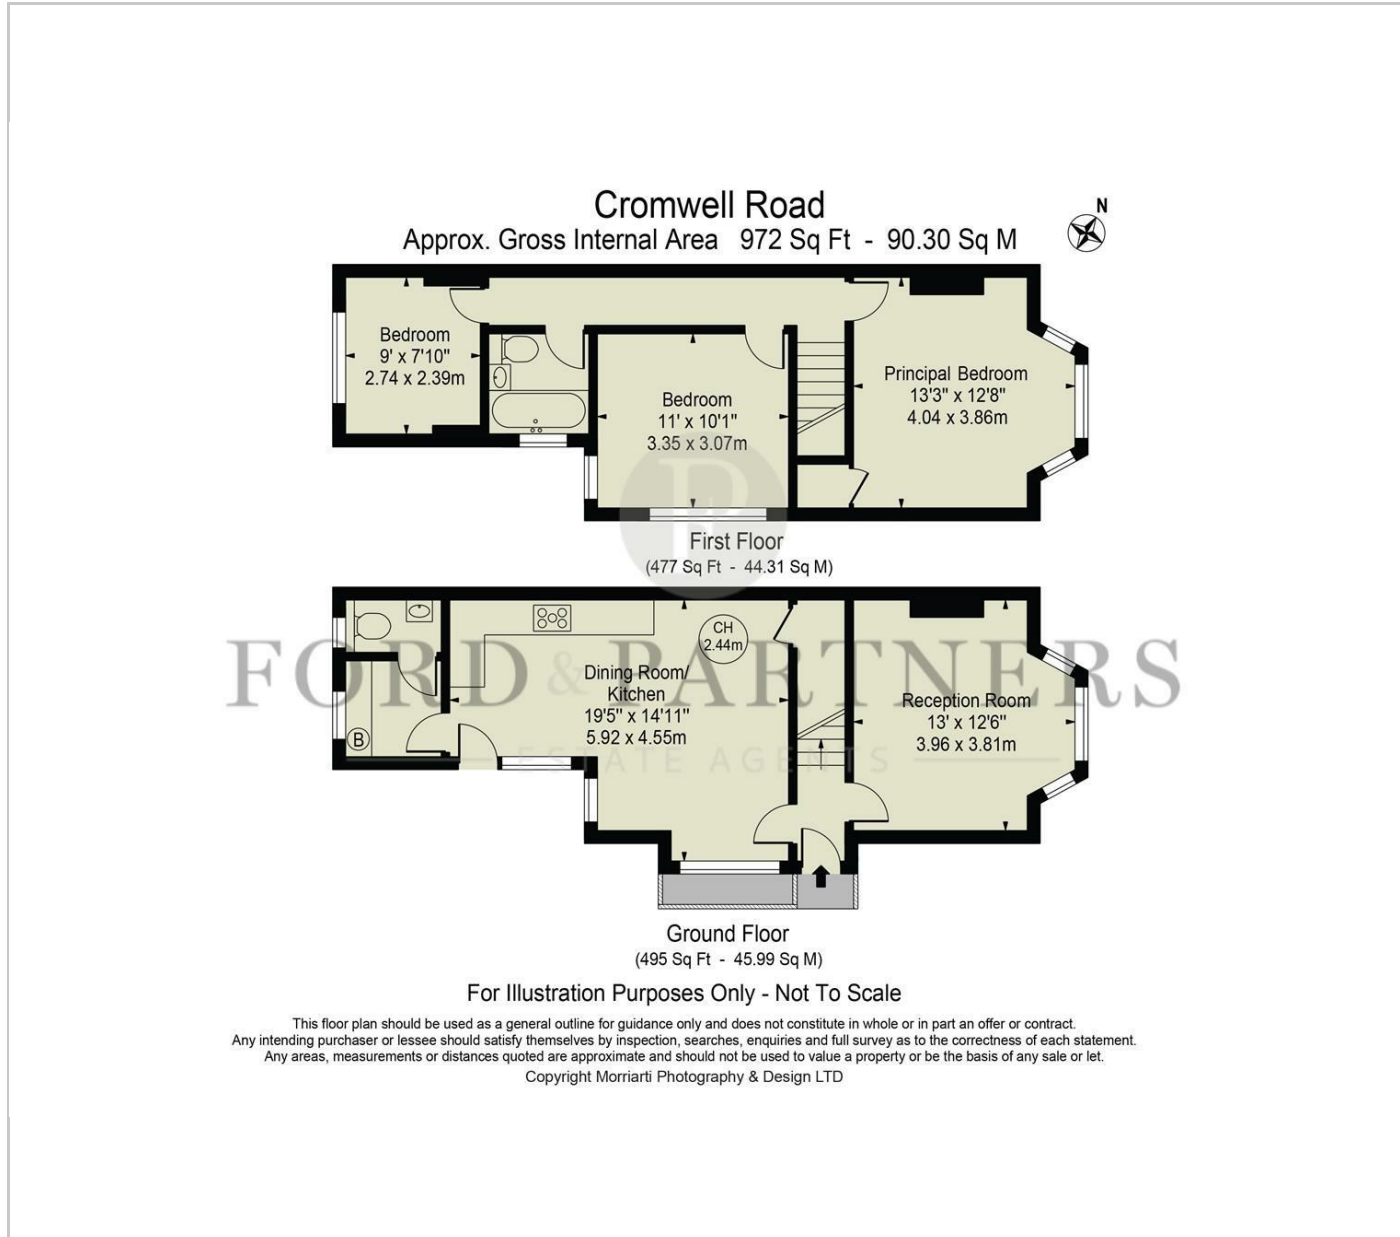 Cromwell Road
Approx. Gross Internal Area 972 Sq Ft - 90.30 Sq M
N
Bedroom
9' x 7'10"
2.74 x 2.39m
Bedroom
11' x 10'1"
3.35 x 3.07m
Principal Bedroom
13'3" x 12'8"
4.04 x 3.86m
First Floor
(477 Sq Ft - 44.31 Sq M)
CH
2.44m
Dining Room/
Kitchen
19'5" x 14'11"
5.92 x 4.55m
Reception Room
13' x 12'6"
3.96 x 3.81m
B
FORD & PARTNERS
ESTATE AGENTS
Ground Floor
(495 Sq Ft - 45.99 Sq M)
For Illustration Purposes Only - Not To Scale
This floor plan should be used as a general outline for guidance only and does not constitute in whole or in part an offer or contract.
Any intending purchaser or lessee should satisfy themselves by inspection, searches, enquiries and full survey as to the correctness of each statement.
Any areas, measurements or distances quoted are approximate and should not be used to value a property or be the basis of any sale or let.
Copyright Morriarti Photography & Design LTD